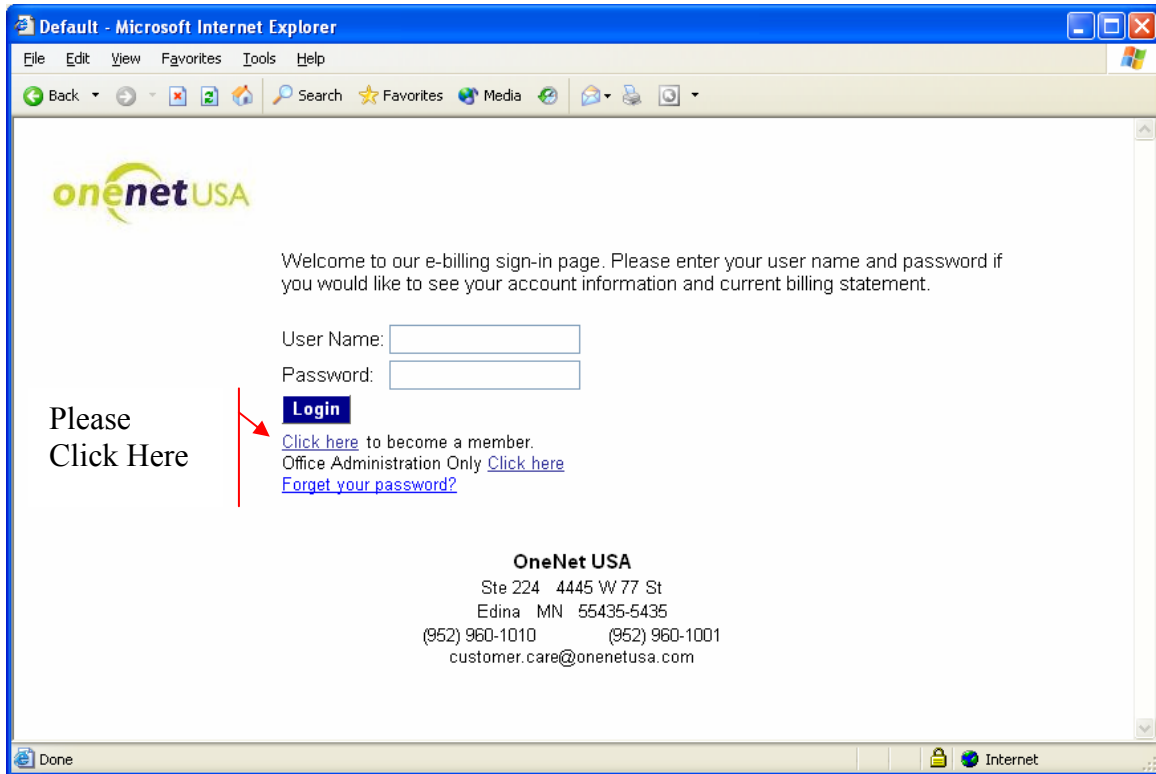 Default - Microsoft Internet Explorer
File Edit View Favorites Tools Help
Back Search Favorites Media
onenetUSA
Welcome to our e-billing sign-in page. Please enter your user name and password if
you would like to see your account information and current billing statement.
User Name:
Password:
Login
Please
Click Here
Click here to become a member.
Office Administration Only Click here
Forget your password?
OneNet USA
Ste 224 4445 W 77 St
Edina MN 55435-5435
(952) 960-1010 (952) 960-1001
customer.care@onenetusa.com
Done Internet